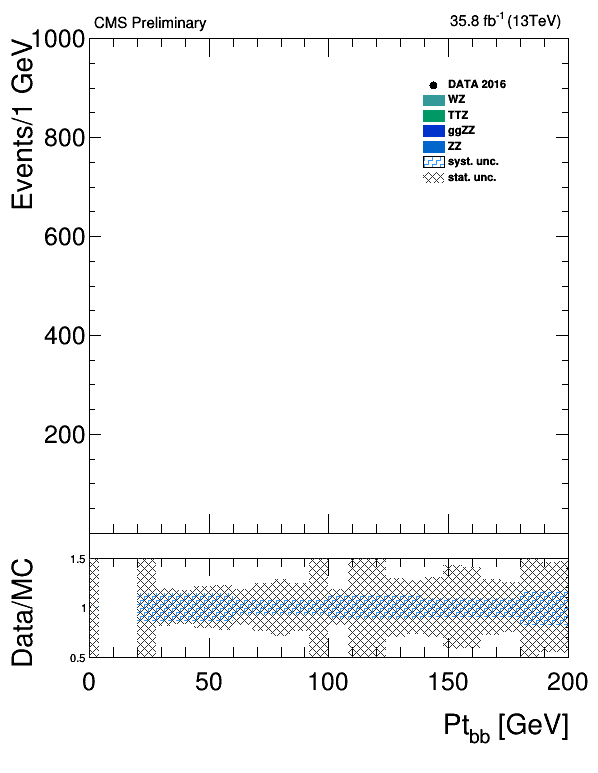 CMS Preliminary 35.8 fb⁻¹ (13TeV)
Events/1 GeV
1000
800
600
400
200
DATA 2016
WZ
TTZ
ggZZ
ZZ
syst. unc.
stat. unc.
Data/MC
1.5
1
0.5
0 50 100 150 200
Pt_bb [GeV]